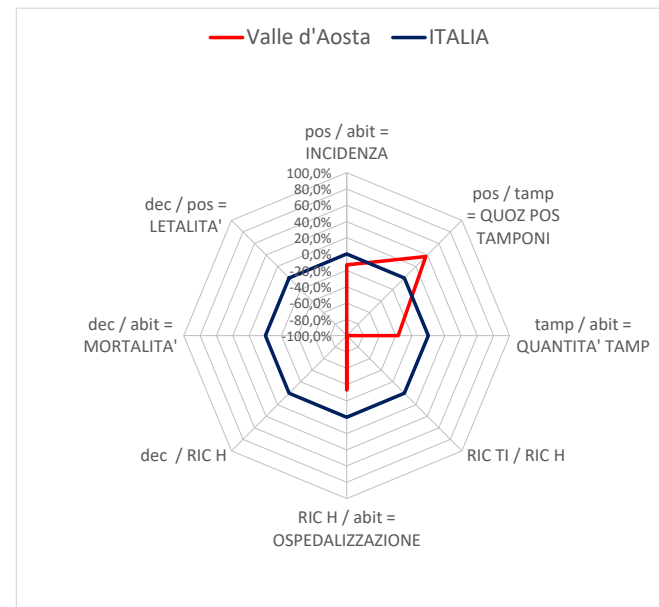 Valle d'Aosta ITALIA
pos / abit =
INCIDENZA
pos / tamp
= QUOZ POS
TAMPONI
tamp / abit =
QUANTITA' TAMP
RIC TI / RIC H
RIC H / abit =
OSPEDALIZZAZIONE
dec / RIC H
dec / abit =
MORTALITA'
dec / pos =
LETALITA'
100,0%
80,0%
60,0%
40,0%
20,0%
0,0%
-20,0%
-40,0%
-60,0%
-80,0%
-100,0%